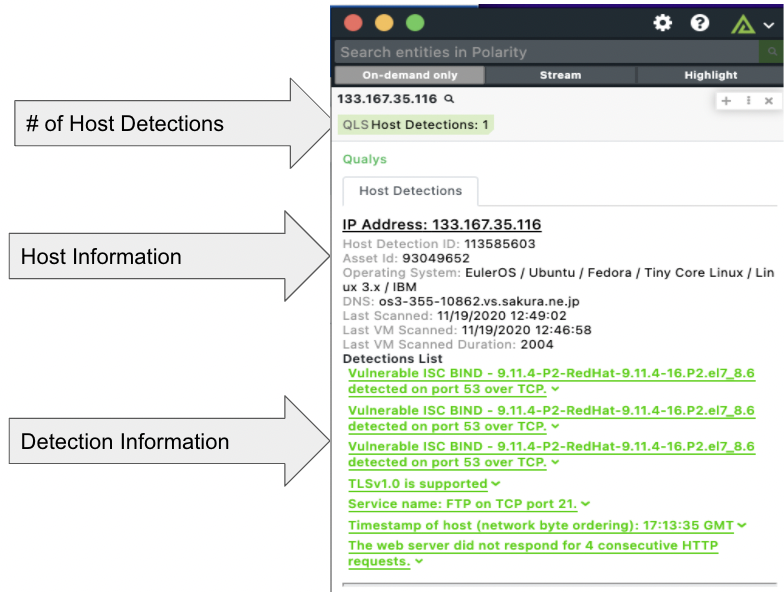 Search entities in Polarity
On-demand only
Stream
Highlight
# of Host Detections
133.167.35.116
QLS Host Detections: 1
Qualys
Host Detections
Host Information
IP Address: 133.167.35.116
Host Detection ID: 113585603
Asset Id: 93049652
Operating System: EulerOS / Ubuntu / Fedora / Tiny Core Linux / Lin
ux 3.x / IBM
DNS: os3-355-10862.vs.sakura.ne.jp
Last Scanned: 11/19/2020 12:49:02
Last VM Scanned: 11/19/2020 12:46:58
Last VM Scanned Duration: 2004
Detections List
Vulnerable ISC BIND - 9.11.4-P2-RedHat-9.11.4-16.P2.el7_8.6
detected on port 53 over TCP.
Vulnerable ISC BIND - 9.11.4-P2-RedHat-9.11.4-16.P2.el7_8.6
detected on port 53 over TCP.
Detection Information
Vulnerable ISC BIND - 9.11.4-P2-RedHat-9.11.4-16.P2.el7_8.6
detected on port 53 over TCP.
TLSv1.0 is supported
Service name: FTP on TCP port 21.
Timestamp of host (network byte ordering): 17:13:35 GMT
The web server did not respond for 4 consecutive HTTP
requests.